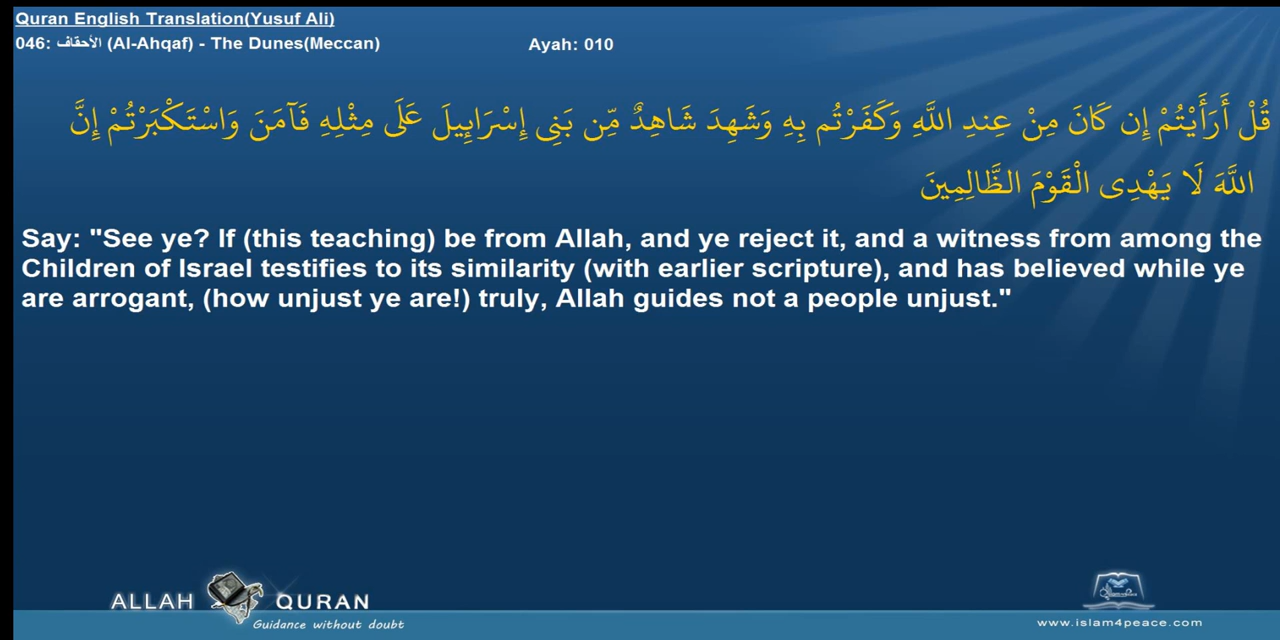 Quran English Translation(Yusuf Ali)
046: الأحقاف (Al-Ahqaf) - The Dunes(Meccan) Ayah: 010
قُلْ أَرَأَيْتُمْ إِن كَانَ مِنْ عِندِ اللَّهِ وَكَفَرْتُم بِهِ وَشَهِدَ شَاهِدٌ مِّن بَنِى إِسْرَايِيلَ عَلَى مِثْلِهِ فَآمَنَ وَاسْتَكْبَرْتُمْ إِنَّ
اللَّهَ لَا يَهْدِى الْقَوْمَ الظَّالِمِينَ
Say: "See ye? If (this teaching) be from Allah, and ye reject it, and a witness from among the
Children of Israel testifies to its similarity (with earlier scripture), and has believed while ye
are arrogant, (how unjust ye are!) truly, Allah guides not a people unjust."
ALLAH QURAN
Guidance without doubt
www.islam4peace.com